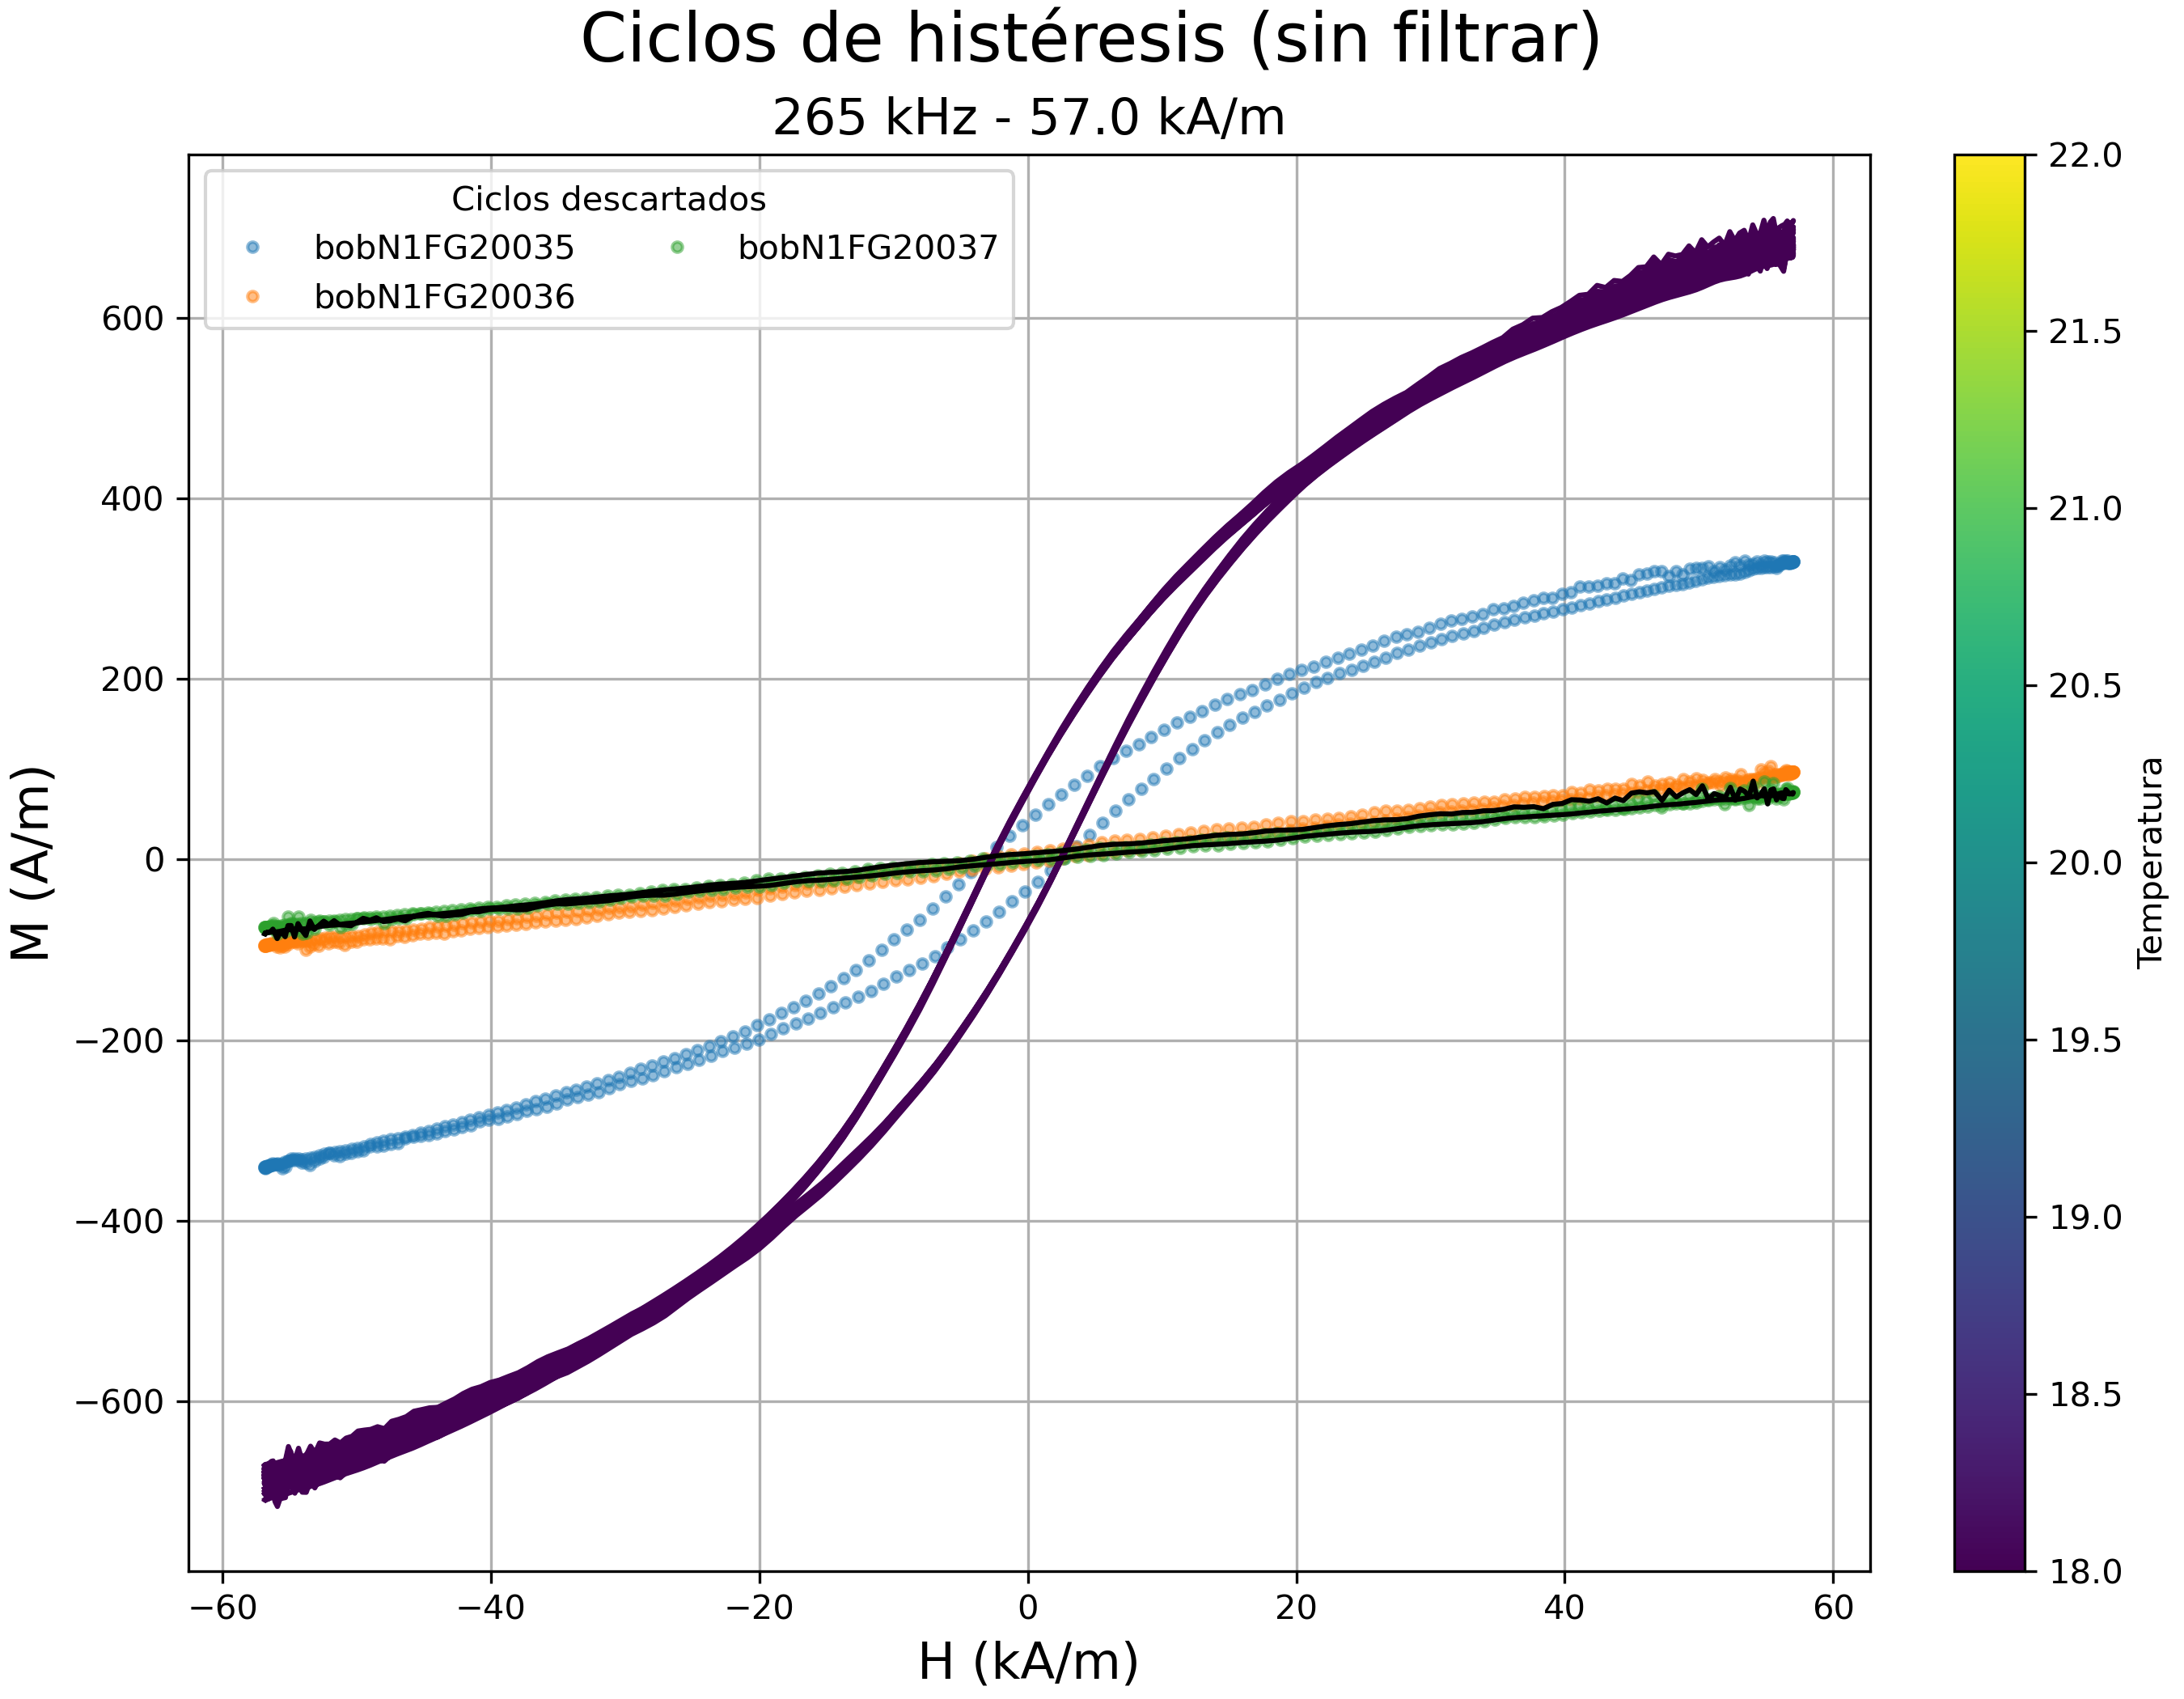 Ciclos de histéresis (sin filtrar)
265 kHz - 57.0 kA/m
Ciclos descartados
bobN1FG20035
bobN1FG20037
bobN1FG20036
600
400
200
0
−200
−400
−600
M (A/m)
−60
−40
−20
0
20
40
60
H (kA/m)
22.0
21.5
21.0
20.5
20.0
19.5
19.0
18.5
18.0
Temperatura